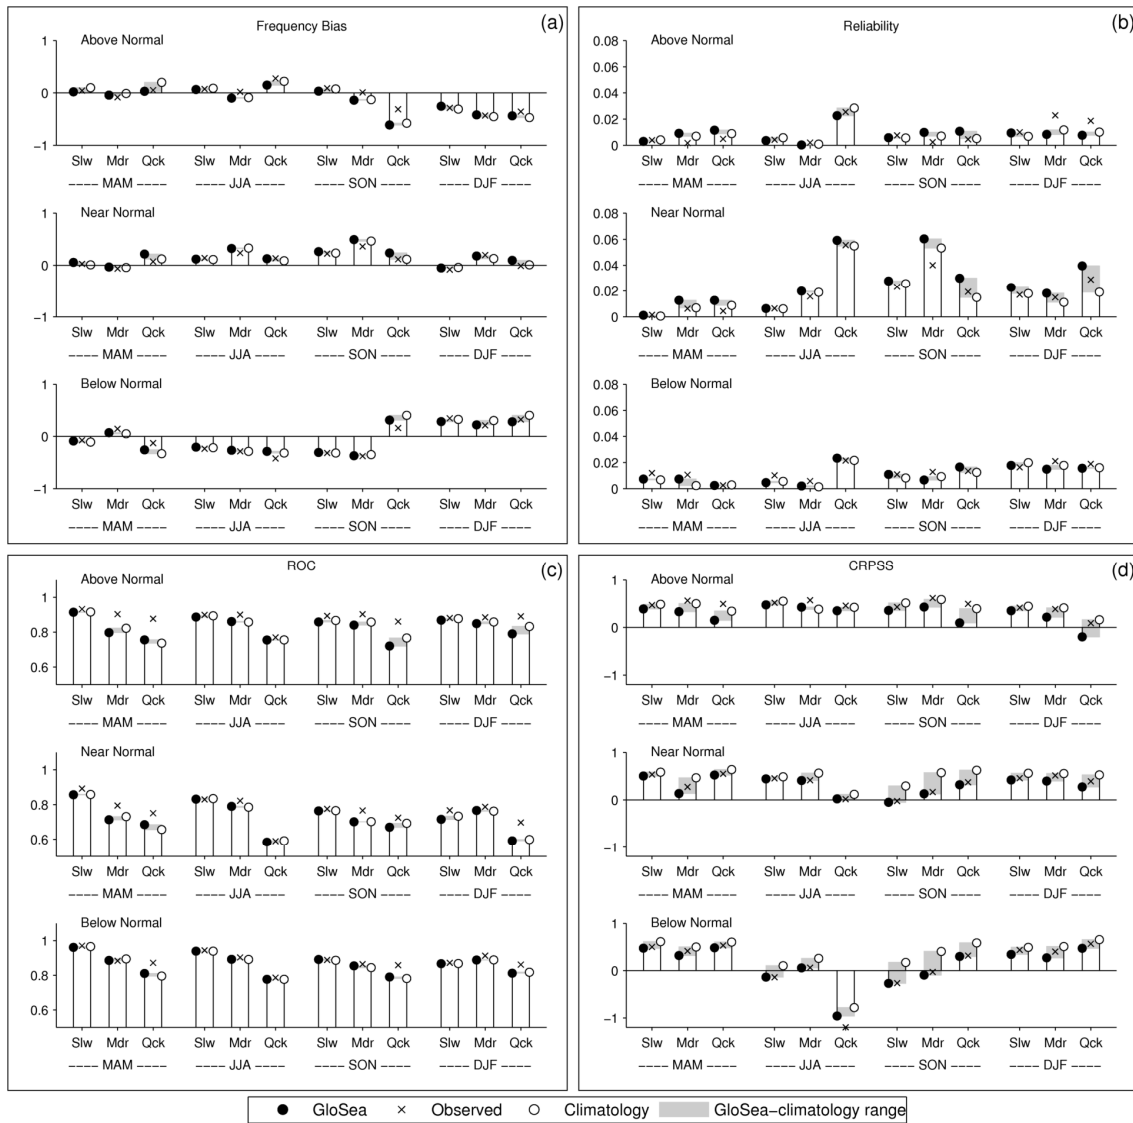 Frequency Bias
(a)
Above Normal
1
0
−1
Slw Mdr Qck Slw Mdr Qck Slw Mdr Qck Slw Mdr Qck
−−−− MAM −−−− −−−− JJA −−−− −−−− SON −−−− −−−− DJF −−−−
Near Normal
1
0
−1
Slw Mdr Qck Slw Mdr Qck Slw Mdr Qck Slw Mdr Qck
−−−− MAM −−−− −−−− JJA −−−− −−−− SON −−−− −−−− DJF −−−−
Below Normal
1
0
−1
Slw Mdr Qck Slw Mdr Qck Slw Mdr Qck Slw Mdr Qck
−−−− MAM −−−− −−−− JJA −−−− −−−− SON −−−− −−−− DJF −−−−
Reliability
(b)
Above Normal
0.08
0.06
0.04
0.02
0
Slw Mdr Qck Slw Mdr Qck Slw Mdr Qck Slw Mdr Qck
−−−− MAM −−−− −−−− JJA −−−− −−−− SON −−−− −−−− DJF −−−−
Near Normal
0.08
0.06
0.04
0.02
0
Slw Mdr Qck Slw Mdr Qck Slw Mdr Qck Slw Mdr Qck
−−−− MAM −−−− −−−− JJA −−−− −−−− SON −−−− −−−− DJF −−−−
Below Normal
0.08
0.06
0.04
0.02
0
Slw Mdr Qck Slw Mdr Qck Slw Mdr Qck Slw Mdr Qck
−−−− MAM −−−− −−−− JJA −−−− −−−− SON −−−− −−−− DJF −−−−
ROC
(c)
Above Normal
1
0.8
0.6
Slw Mdr Qck Slw Mdr Qck Slw Mdr Qck Slw Mdr Qck
−−−− MAM −−−− −−−− JJA −−−− −−−− SON −−−− −−−− DJF −−−−
Near Normal
1
0.8
0.6
Slw Mdr Qck Slw Mdr Qck Slw Mdr Qck Slw Mdr Qck
−−−− MAM −−−− −−−− JJA −−−− −−−− SON −−−− −−−− DJF −−−−
Below Normal
1
0.8
0.6
Slw Mdr Qck Slw Mdr Qck Slw Mdr Qck Slw Mdr Qck
−−−− MAM −−−− −−−− JJA −−−− −−−− SON −−−− −−−− DJF −−−−
CRPSS
(d)
Above Normal
1
0
−1
Slw Mdr Qck Slw Mdr Qck Slw Mdr Qck Slw Mdr Qck
−−−− MAM −−−− −−−− JJA −−−− −−−− SON −−−− −−−− DJF −−−−
Near Normal
1
0
−1
Slw Mdr Qck Slw Mdr Qck Slw Mdr Qck Slw Mdr Qck
−−−− MAM −−−− −−−− JJA −−−− −−−− SON −−−− −−−− DJF −−−−
Below Normal
1
0
−1
Slw Mdr Qck Slw Mdr Qck Slw Mdr Qck Slw Mdr Qck
−−−− MAM −−−− −−−− JJA −−−− −−−− SON −−−− −−−− DJF −−−−
GloSea Observed Climatology GloSea−climatology range